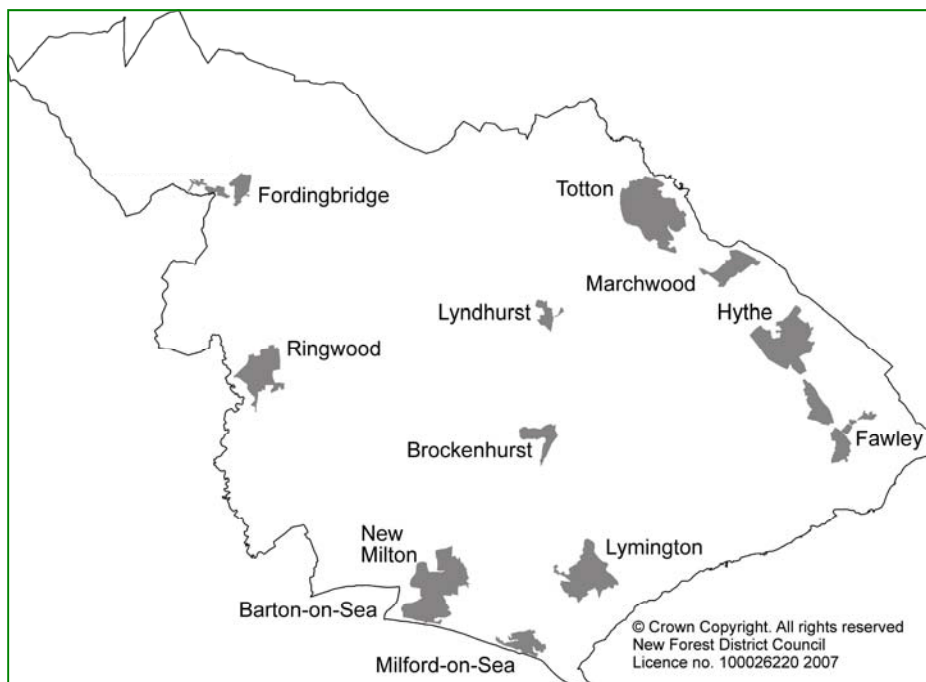 Fordingbridge
Totton
Marchwood
Lyndhurst
Hythe
Ringwood
Brockenhurst
Fawley
New
Milton
Lymington
Barton-on-Sea
Milford-on-Sea
© Crown Copyright. All rights reserved
New Forest District Council
Licence no. 100026220 2007